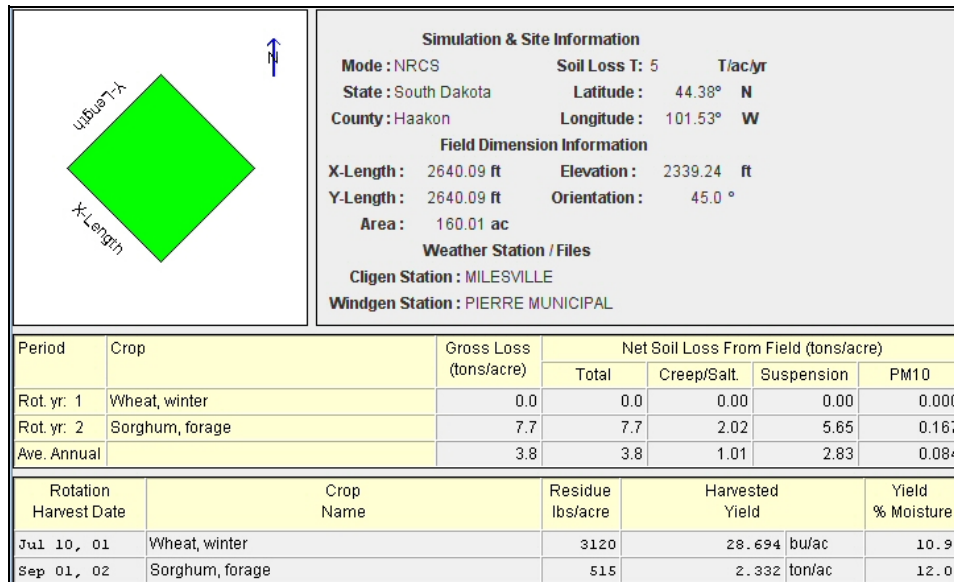 N
Y-Length
X-Length
Simulation & Site Information
Mode : NRCS Soil Loss T: 5 T/ac/yr
State : South Dakota Latitude : 44.38° N
County : Haakon Longitude : 101.53° W
Field Dimension Information
X-Length : 2640.09 ft Elevation : 2339.24 ft
Y-Length : 2640.09 ft Orientation : 45.0 °
Area : 160.01 ac
Weather Station / Files
Cligen Station : MILESVILLE
Windgen Station : PIERRE MUNICIPAL
Period Crop Gross Loss Net Soil Loss From Field (tons/acre)
(tons/acre) Total Creep/Salt. Suspension PM10
Rot. yr: 1 Wheat, winter 0.0 0.0 0.00 0.00 0.000
Rot. yr: 2 Sorghum, forage 7.7 7.7 2.02 5.65 0.167
Ave. Annual 3.8 3.8 1.01 2.83 0.084
Rotation Crop Residue Harvested Yield
Harvest Date Name lbs/acre Yield % Moisture
Jul 10, 01 Wheat, winter 3120 28.694 bu/ac 10.9
Sep 01, 02 Sorghum, forage 515 2.332 ton/ac 12.0